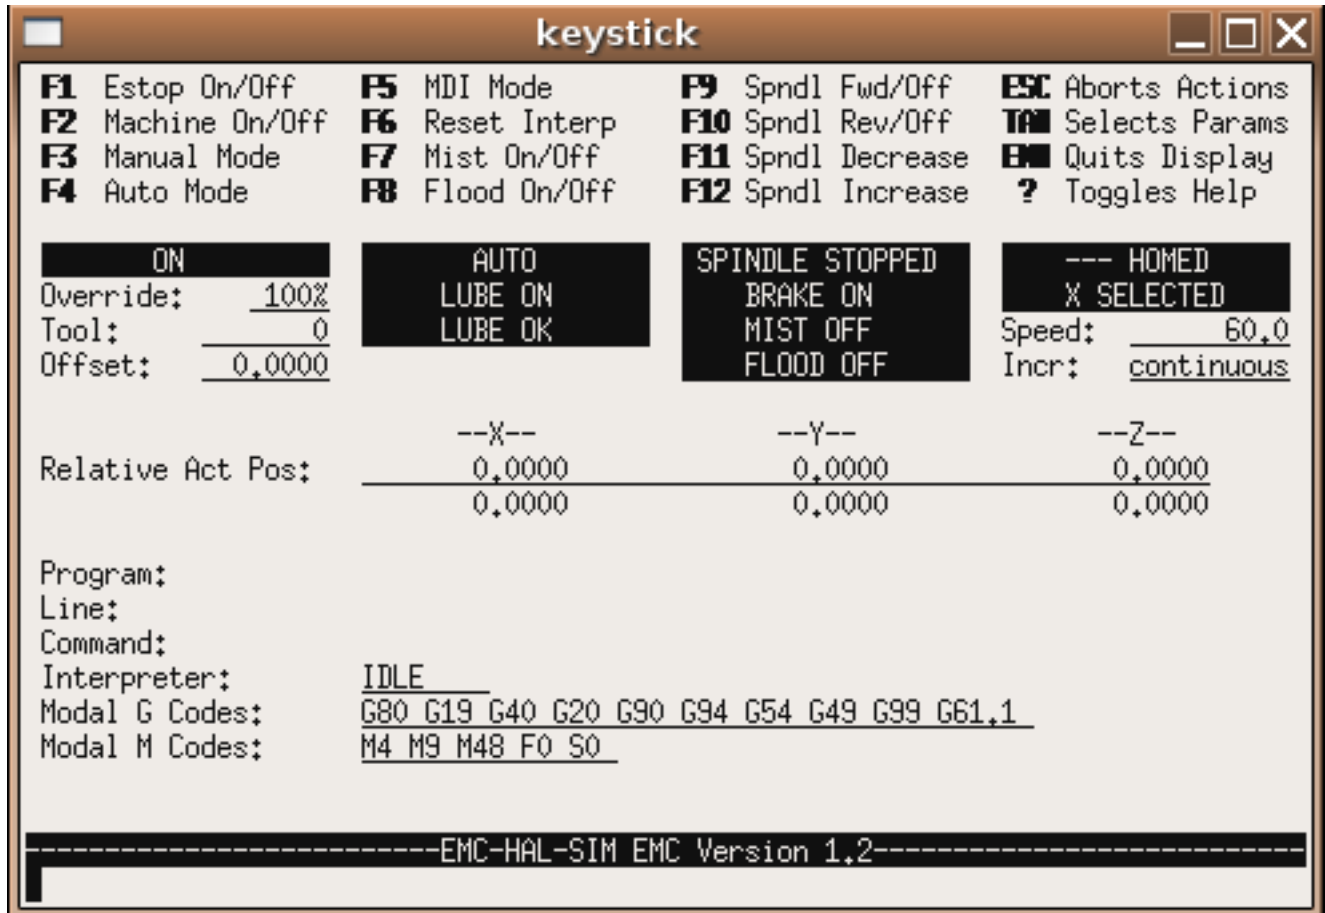 keystick
F1 Estop On/Off F5 MDI Mode F9 Spndl Fwd/Off ESC Aborts Actions
F2 Machine On/Off F6 Reset Interp F10 Spndl Rev/Off TAB Selects Params
F3 Manual Mode F7 Mist On/Off F11 Spndl Decrease END Quits Display
F4 Auto Mode F8 Flood On/Off F12 Spndl Increase ? Toggles Help
ON AUTO SPINDLE STOPPED --- HOMED
Override: 100% LUBE ON BRAKE ON X SELECTED
Tool: 0 LUBE OK MIST OFF Speed: 60.0
Offset: 0.0000 FLOOD OFF Incr: continuous
--X-- --Y-- --Z--
Relative Act Pos: 0.0000 0.0000 0.0000
0.0000 0.0000 0.0000
Program:
Line:
Command:
Interpreter: IDLE
Modal G Codes: G80 G19 G40 G20 G90 G94 G54 G49 G99 G61.1
Modal M Codes: M4 M9 M48 F0 S0
--------------------------EMC-HAL-SIM EMC Version 1.2---------------------------